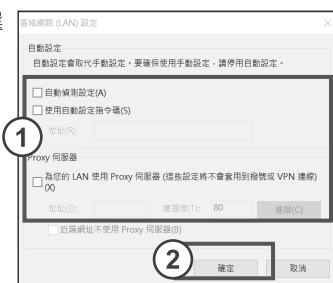 區域網路 (LAN) 設定
自動設定
自動設定會取代手動設定。要確保使用手動設定，請停用自動設定。
自動偵測設定(A)
使用自動設定指令碼(S)
位址(R)
1
Proxy 伺服器
為您的 LAN 使用 Proxy 伺服器 (這些設定將不會套用到撥號或 VPN 連線)
(X)
位址(E): 連接埠(T): 80 進階(C)
近端網址不使用 Proxy 伺服器(B)
2
確定 取消